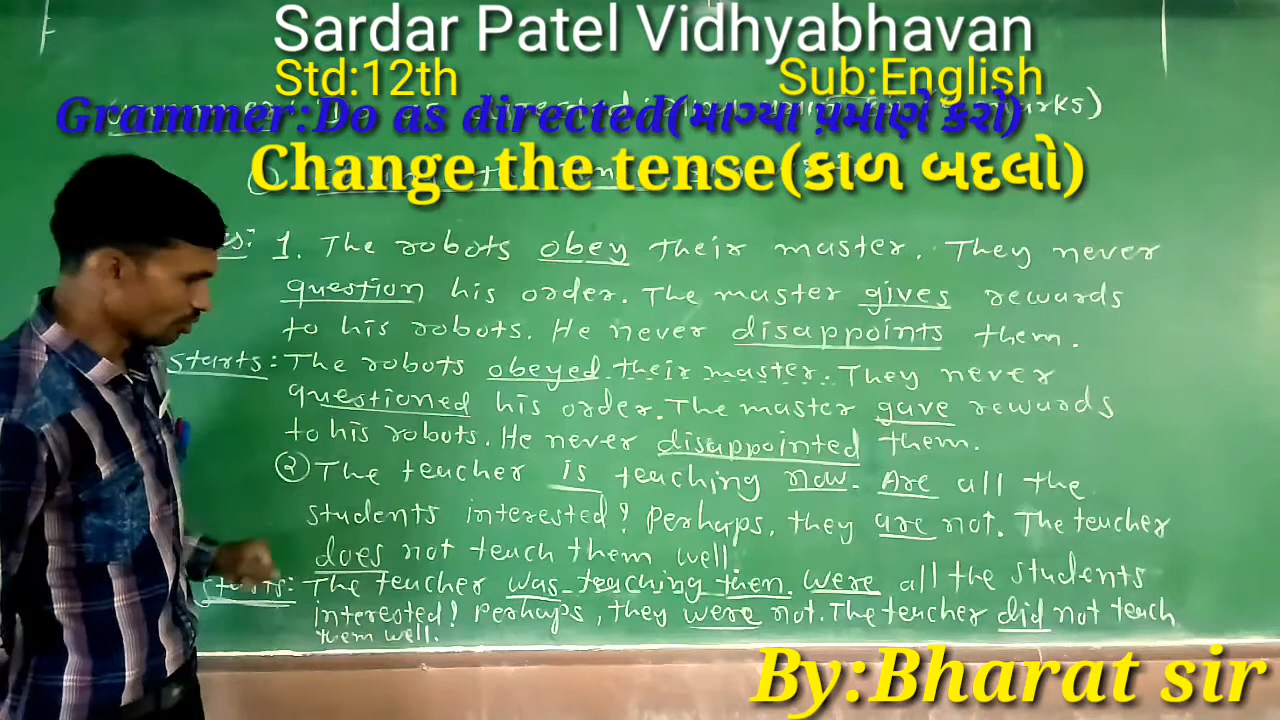 Sardar Patel Vidhyabhavan
Std:12th Sub:English
Grammer:Do as directed(માગ્યા પ્રમાણે કરો)
Change the tense(કાળ બદલો)
1. The robots obey their master. They never
question his order. The master gives rewards
to his robots. He never disappoints them.
starts: The robots obeyed their master. They never
questioned his order. The master gave rewards
to his robots. He never disappointed them.
② The teacher is teaching now. Are all the
students interested? Perhaps, they are not. The teacher
does not teach them well.
starts: The teacher was teaching then. Were all the students
interested? Perhaps, they were not. The teacher did not teach
them well.
By:Bharat sir